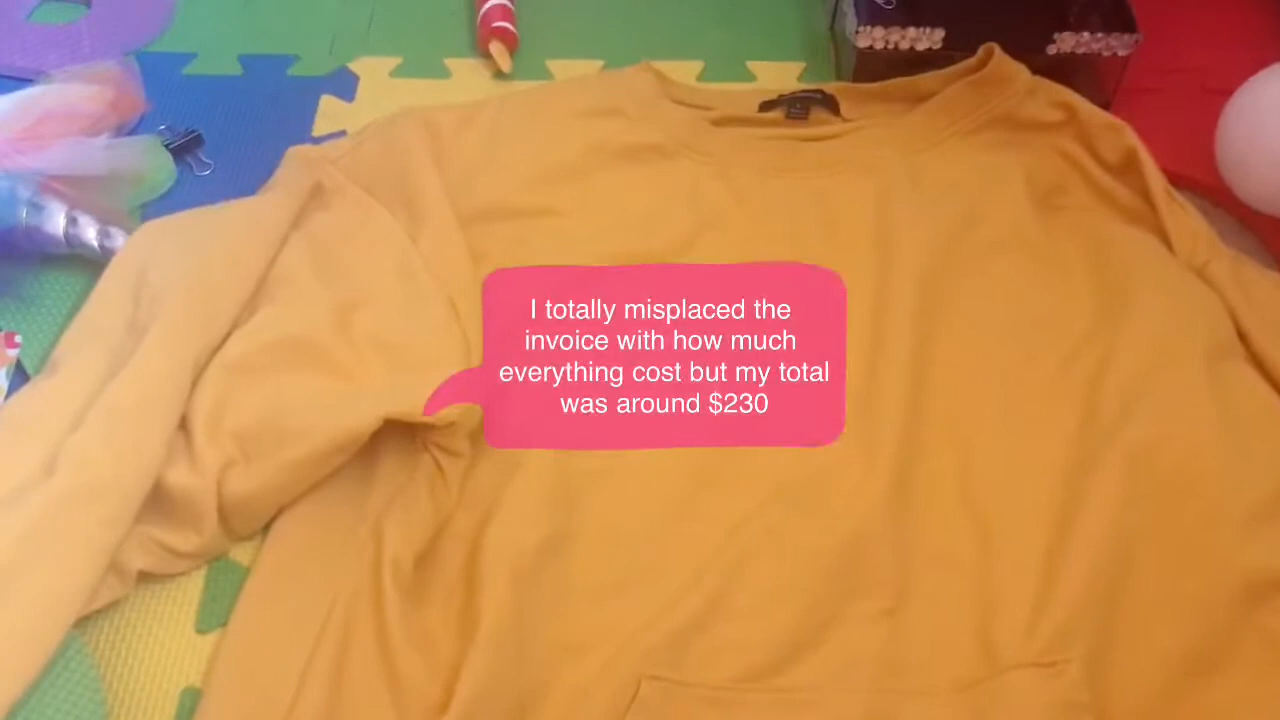 I totally misplaced the
invoice with how much
everything cost but my total
was around $230